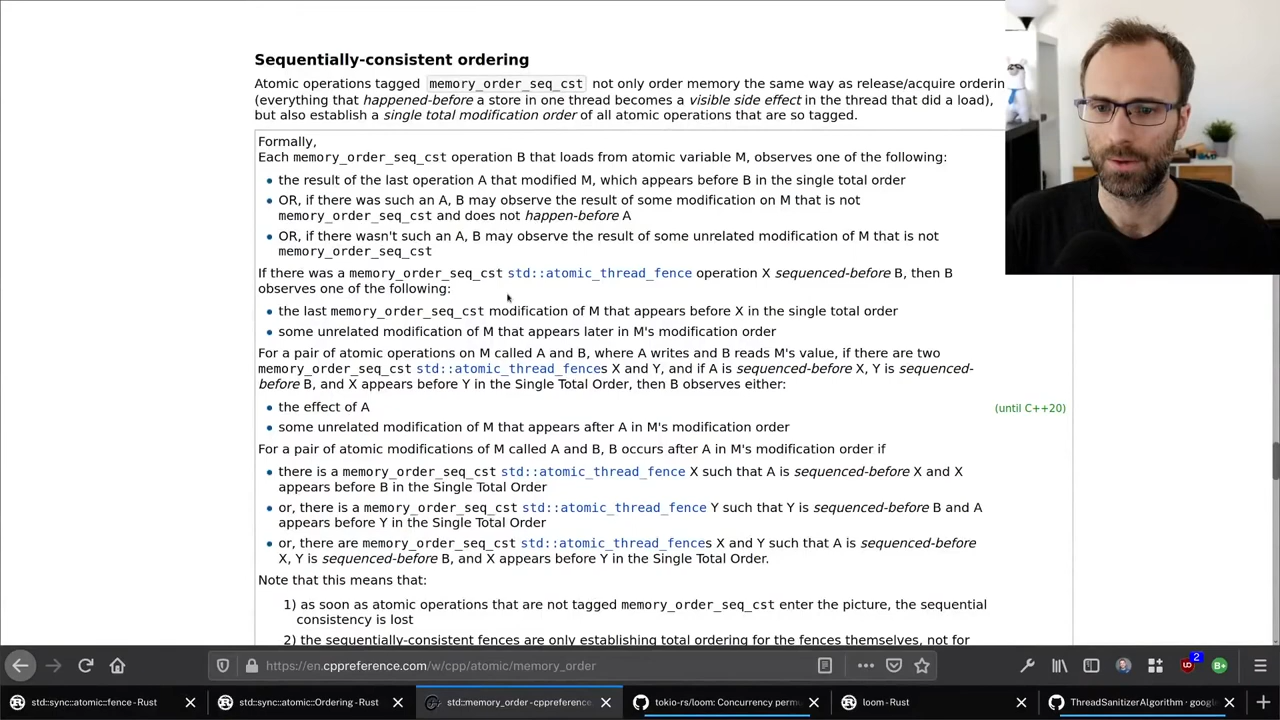 Sequentially-consistent ordering
Atomic operations tagged memory_order_seq_cst not only order memory the same way as release/acquire orderin
(everything that happened-before a store in one thread becomes a visible side effect in the thread that did a load),
but also establish a single total modification order of all atomic operations that are so tagged.
Formally,
Each memory_order_seq_cst operation B that loads from atomic variable M, observes one of the following:
• the result of the last operation A that modified M, which appears before B in the single total order
• OR, if there was such an A, B may observe the result of some modification on M that is not
memory_order_seq_cst and does not happen-before A
• OR, if there wasn't such an A, B may observe the result of some unrelated modification of M that is not
memory_order_seq_cst
If there was a memory_order_seq_cst std::atomic_thread_fence operation X sequenced-before B, then B
observes one of the following:
• the last memory_order_seq_cst modification of M that appears before X in the single total order
• some unrelated modification of M that appears later in M's modification order
For a pair of atomic operations on M called A and B, where A writes and B reads M's value, if there are two
memory_order_seq_cst std::atomic_thread_fences X and Y, and if A is sequenced-before X, Y is sequenced-
before B, and X appears before Y in the Single Total Order, then B observes either:
• the effect of A
(until C++20)
• some unrelated modification of M that appears after A in M's modification order
For a pair of atomic modifications of M called A and B, B occurs after A in M's modification order if
• there is a memory_order_seq_cst std::atomic_thread_fence X such that A is sequenced-before X and X
appears before B in the Single Total Order
• or, there is a memory_order_seq_cst std::atomic_thread_fence Y such that Y is sequenced-before B and A
appears before Y in the Single Total Order
• or, there are memory_order_seq_cst std::atomic_thread_fences X and Y such that A is sequenced-before
X, Y is sequenced-before B, and X appears before Y in the Single Total Order.
Note that this means that:
1) as soon as atomic operations that are not tagged memory_order_seq_cst enter the picture, the sequential
consistency is lost
2) the sequentially-consistent fences are only establishing total ordering for the fences themselves, not for
https://en.cppreference.com/w/cpp/atomic/memory_order
2
B+
std::sync::atomic::fence - Rust
std::sync::atomic::Ordering - Rust
std::memory_order - cppreference.
tokio-rs/loom: Concurrency perm
loom - Rust
ThreadSanitizerAlgorithm · google